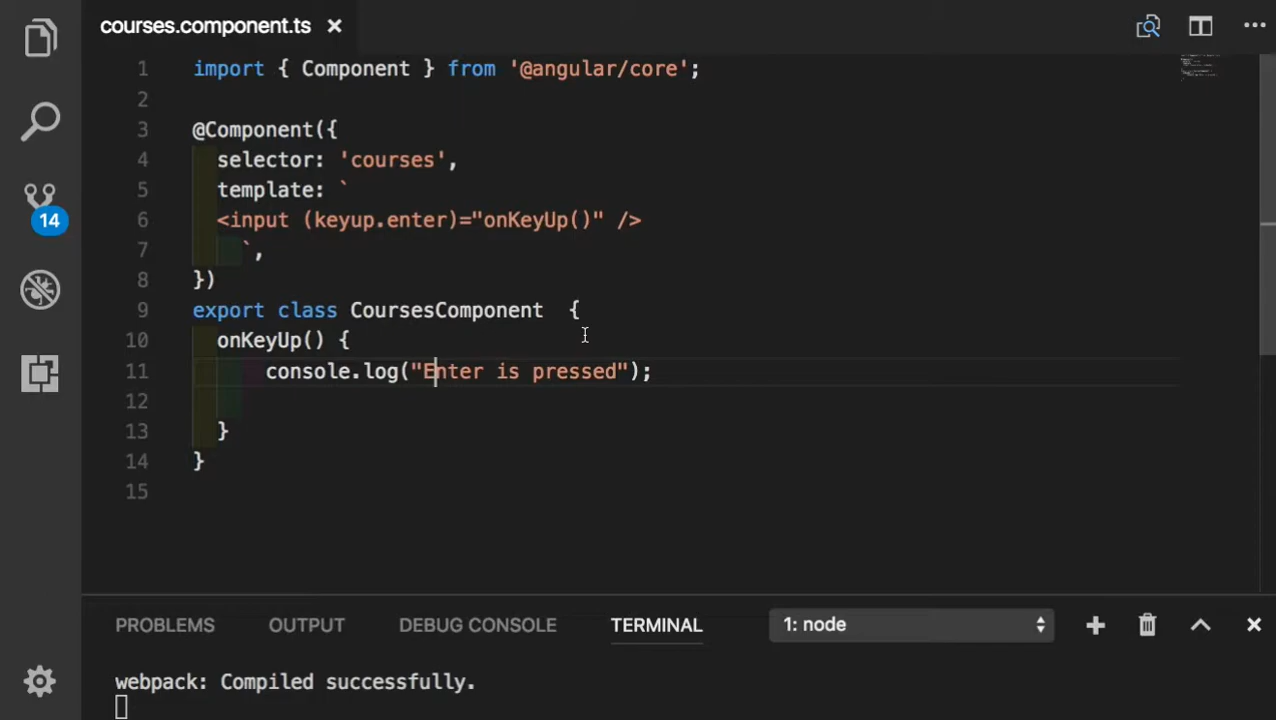 courses.component.ts
1 import { Component } from '@angular/core';
2
3 @Component({
4 selector: 'courses',
5 template: `
6 <input (keyup.enter)="onKeyUp()" />
7 `,
8 })
9 export class CoursesComponent  {
10 onKeyUp() {
11 console.log("Enter is pressed");
12
13 }
14 }
15
14
PROBLEMS OUTPUT DEBUG CONSOLE TERMINAL 1: node
webpack: Compiled successfully.